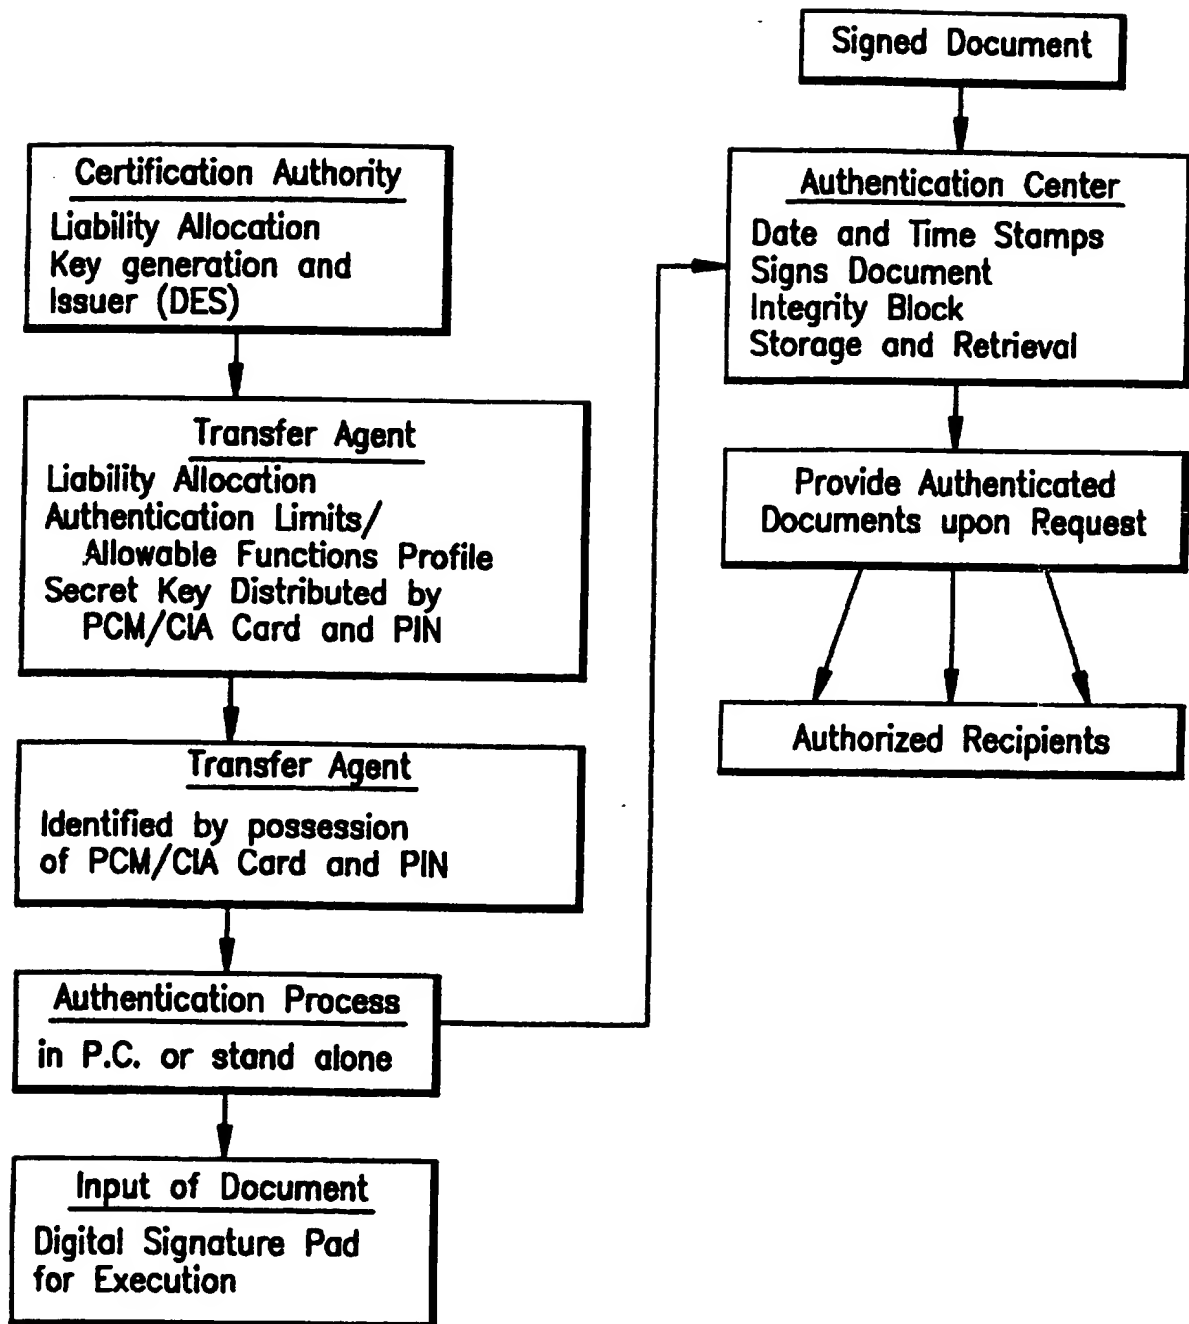 Certification Authority
Liability Allocation
Key generation and
Issuer (DES)
Transfer Agent
Liability Allocation
Authentication Limits/
Allowable Functions Profile
Secret Key Distributed by
PCM/CIA Card and PIN
Transfer Agent
Identified by possession
of PCM/CIA Card and PIN
Authentication Process
in P.C. or stand alone
Input of Document
Digital Signature Pad
for Execution
Signed Document
Authentication Center
Date and Time Stamps
Signs Document
Integrity Block
Storage and Retrieval
Provide Authenticated
Documents upon Request
Authorized Recipients